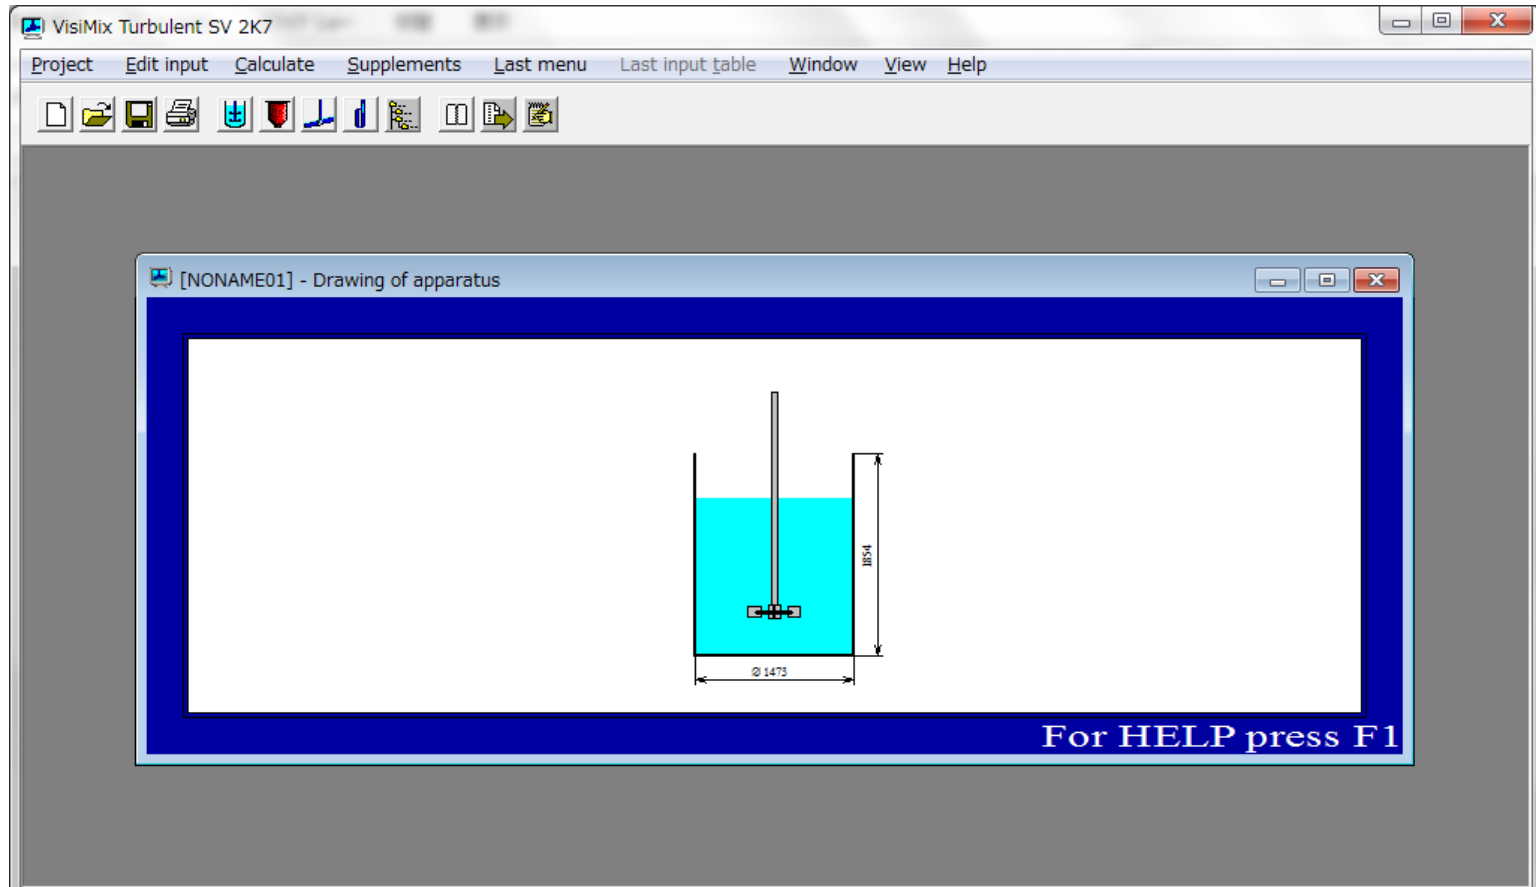 VisiMix Turbulent SV 2K7
Project Edit input Calculate Supplements Last menu Last input table Window View Help
[NONAME01] - Drawing of apparatus
1854
Ø 1473
For HELP press F1